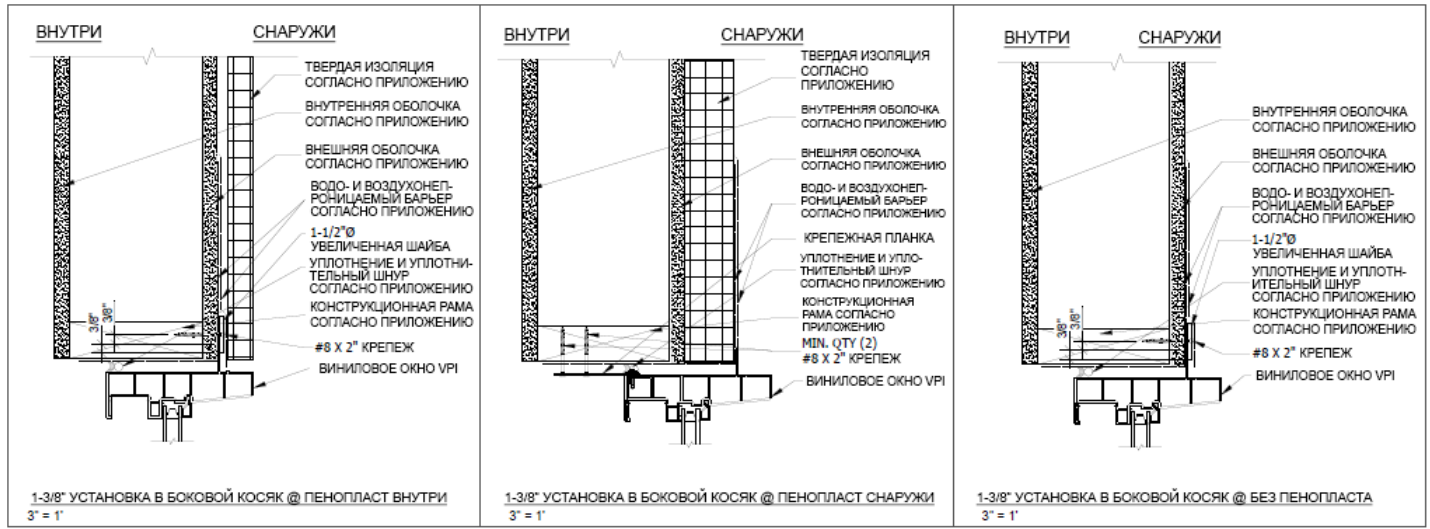 ВНУТРИ
СНАРУЖИ
ТВЕРДАЯ ИЗОЛЯЦИЯ
СОГЛАСНО ПРИЛОЖЕНИЮ
ВНУТРЕННЯЯ ОБОЛОЧКА
СОГЛАСНО ПРИЛОЖЕНИЮ
ВНЕШНЯЯ ОБОЛОЧКА
СОГЛАСНО ПРИЛОЖЕНИЮ
ВОДО- И ВОЗДУХОНЕП-
РОНИЦАЕМЫЙ БАРЬЕР
СОГЛАСНО ПРИЛОЖЕНИЮ
1-1/2"Ø
УВЕЛИЧЕННАЯ ШАЙБА
УПЛОТНЕНИЕ И УПЛОТНИ-
ТЕЛЬНЫЙ ШНУР
СОГЛАСНО ПРИЛОЖЕНИЮ
КОНСТРУКЦИОННАЯ РАМА
СОГЛАСНО ПРИЛОЖЕНИЮ
#8 X 2" КРЕПЕЖ
ВИНИЛОВОЕ ОКНО VPI
3/8"
3/8"
1-3/8" УСТАНОВКА В БОКОВОЙ КОСЯК @ ПЕНОПЛАСТ ВНУТРИ
3" = 1'
ВНУТРИ
СНАРУЖИ
ТВЕРДАЯ ИЗОЛЯЦИЯ
СОГЛАСНО
ПРИЛОЖЕНИЮ
ВНУТРЕННЯЯ ОБОЛОЧКА
СОГЛАСНО ПРИЛОЖЕНИЮ
ВНЕШНЯЯ ОБОЛОЧКА
СОГЛАСНО ПРИЛОЖЕНИЮ
ВОДО- И ВОЗДУХОНЕП-
РОНИЦАЕМЫЙ БАРЬЕР
СОГЛАСНО ПРИЛОЖЕНИЮ
КРЕПЕЖНАЯ ПЛАНКА
УПЛОТНЕНИЕ И УПЛО-
ТНИТЕЛЬНЫЙ ШНУР
СОГЛАСНО ПРИЛОЖЕНИЮ
КОНСТРУКЦИОННАЯ
РАМА СОГЛАСНО
ПРИЛОЖЕНИЮ
MIN. QTY (2)
#8 X 2" КРЕПЕЖ
ВИНИЛОВОЕ ОКНО VPI
1-3/8" УСТАНОВКА В БОКОВОЙ КОСЯК @ ПЕНОПЛАСТ СНАРУЖИ
3" = 1'
ВНУТРИ
СНАРУЖИ
ВНУТРЕННЯЯ ОБОЛОЧКА
СОГЛАСНО ПРИЛОЖЕНИЮ
ВНЕШНЯЯ ОБОЛОЧКА
СОГЛАСНО ПРИЛОЖЕНИЮ
ВОДО- И ВОЗДУХОНЕП-
РОНИЦАЕМЫЙ БАРЬЕР
СОГЛАСНО ПРИЛОЖЕНИЮ
1-1/2"Ø
УВЕЛИЧЕННАЯ ШАЙБА
УПЛОТНЕНИЕ И УПЛОТН-
ИТЕЛЬНЫЙ ШНУР
СОГЛАСНО ПРИЛОЖЕНИЮ
КОНСТРУКЦИОННАЯ РАМА
СОГЛАСНО ПРИЛОЖЕНИЮ
#8 X 2" КРЕПЕЖ
ВИНИЛОВОЕ ОКНО VPI
3/8"
3/8"
1-3/8" УСТАНОВКА В БОКОВОЙ КОСЯК @ БЕЗ ПЕНОПЛАСТА
3" = 1'